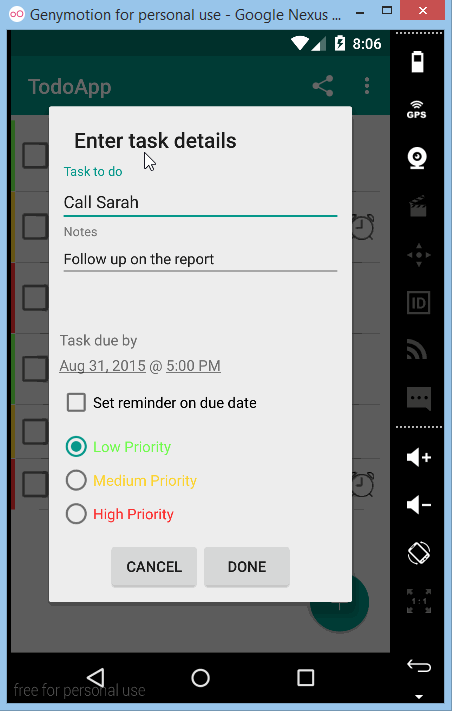 Genymotion for personal use - Google Nexus ...
8:06
TodoApp
Enter task details
Task to do
Call Sarah
Notes
Follow up on the report
Task due by
Aug 31, 2015 @ 5:00 PM
Set reminder on due date
Low Priority
Medium Priority
High Priority
CANCEL
DONE
free for personal use
GPS
ID
1:1